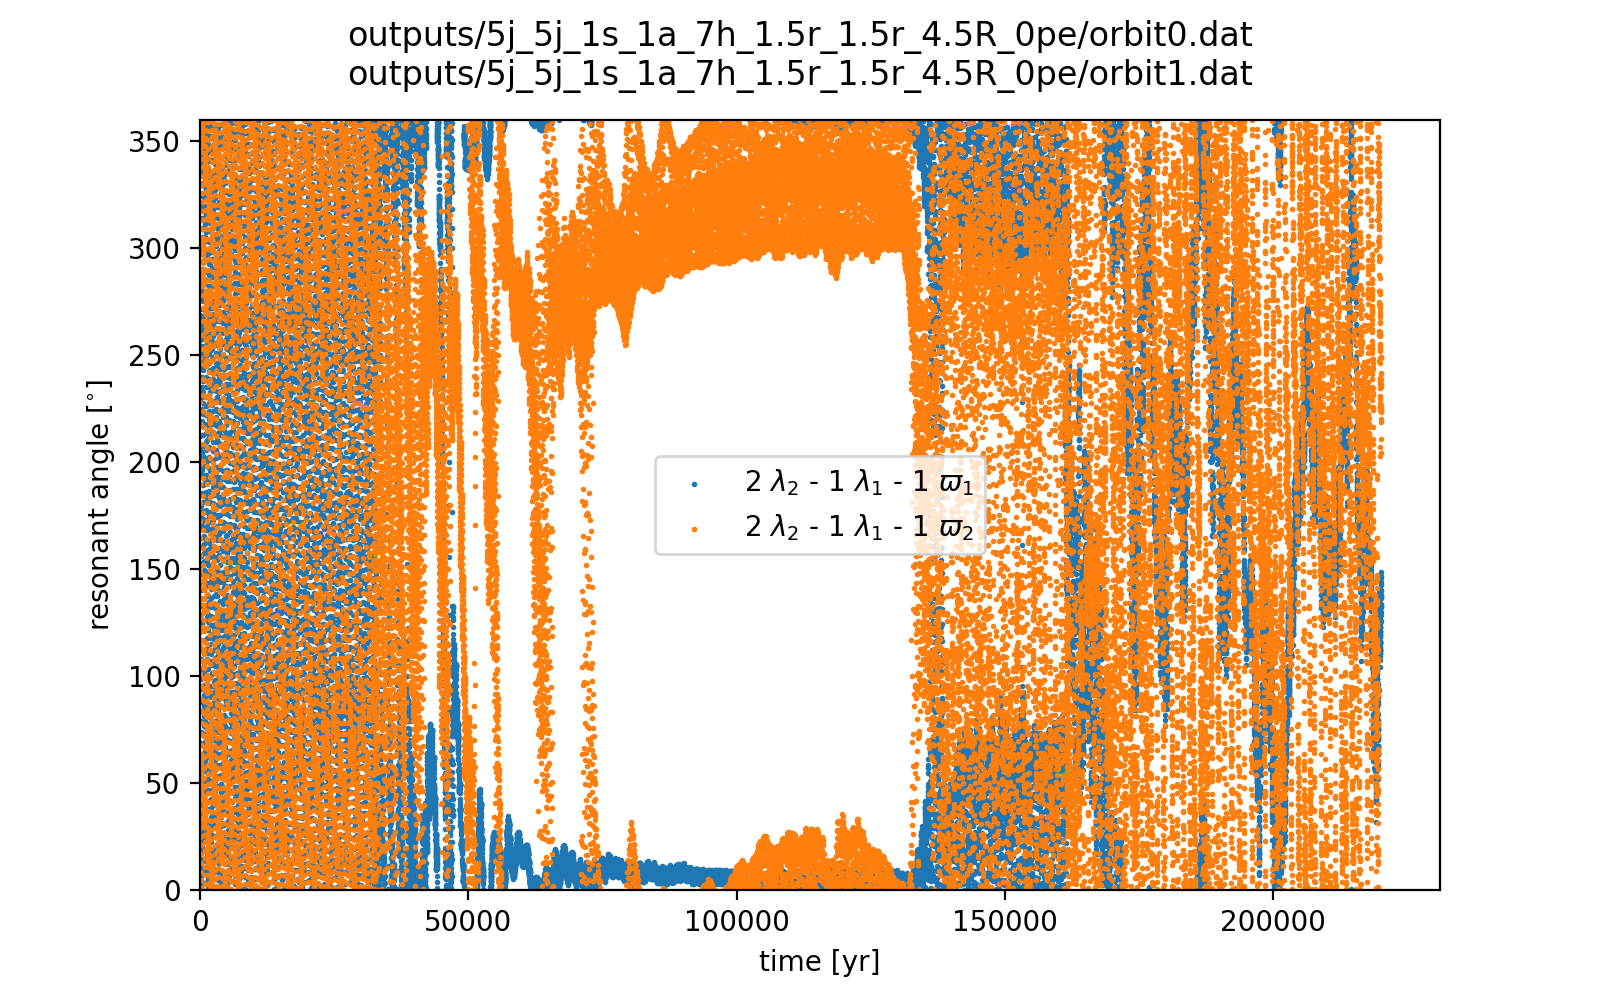 outputs/5j_5j_1s_1a_7h_1.5r_1.5r_4.5R_0pe/orbit0.dat
outputs/5j_5j_1s_1a_7h_1.5r_1.5r_4.5R_0pe/orbit1.dat
350
300
250
200
150
100
50
0
resonant angle [°]
2 λ₂ - 1 λ₁ - 1 ϖ₁
2 λ₂ - 1 λ₁ - 1 ϖ₂
0
50000
100000
150000
200000
time [yr]